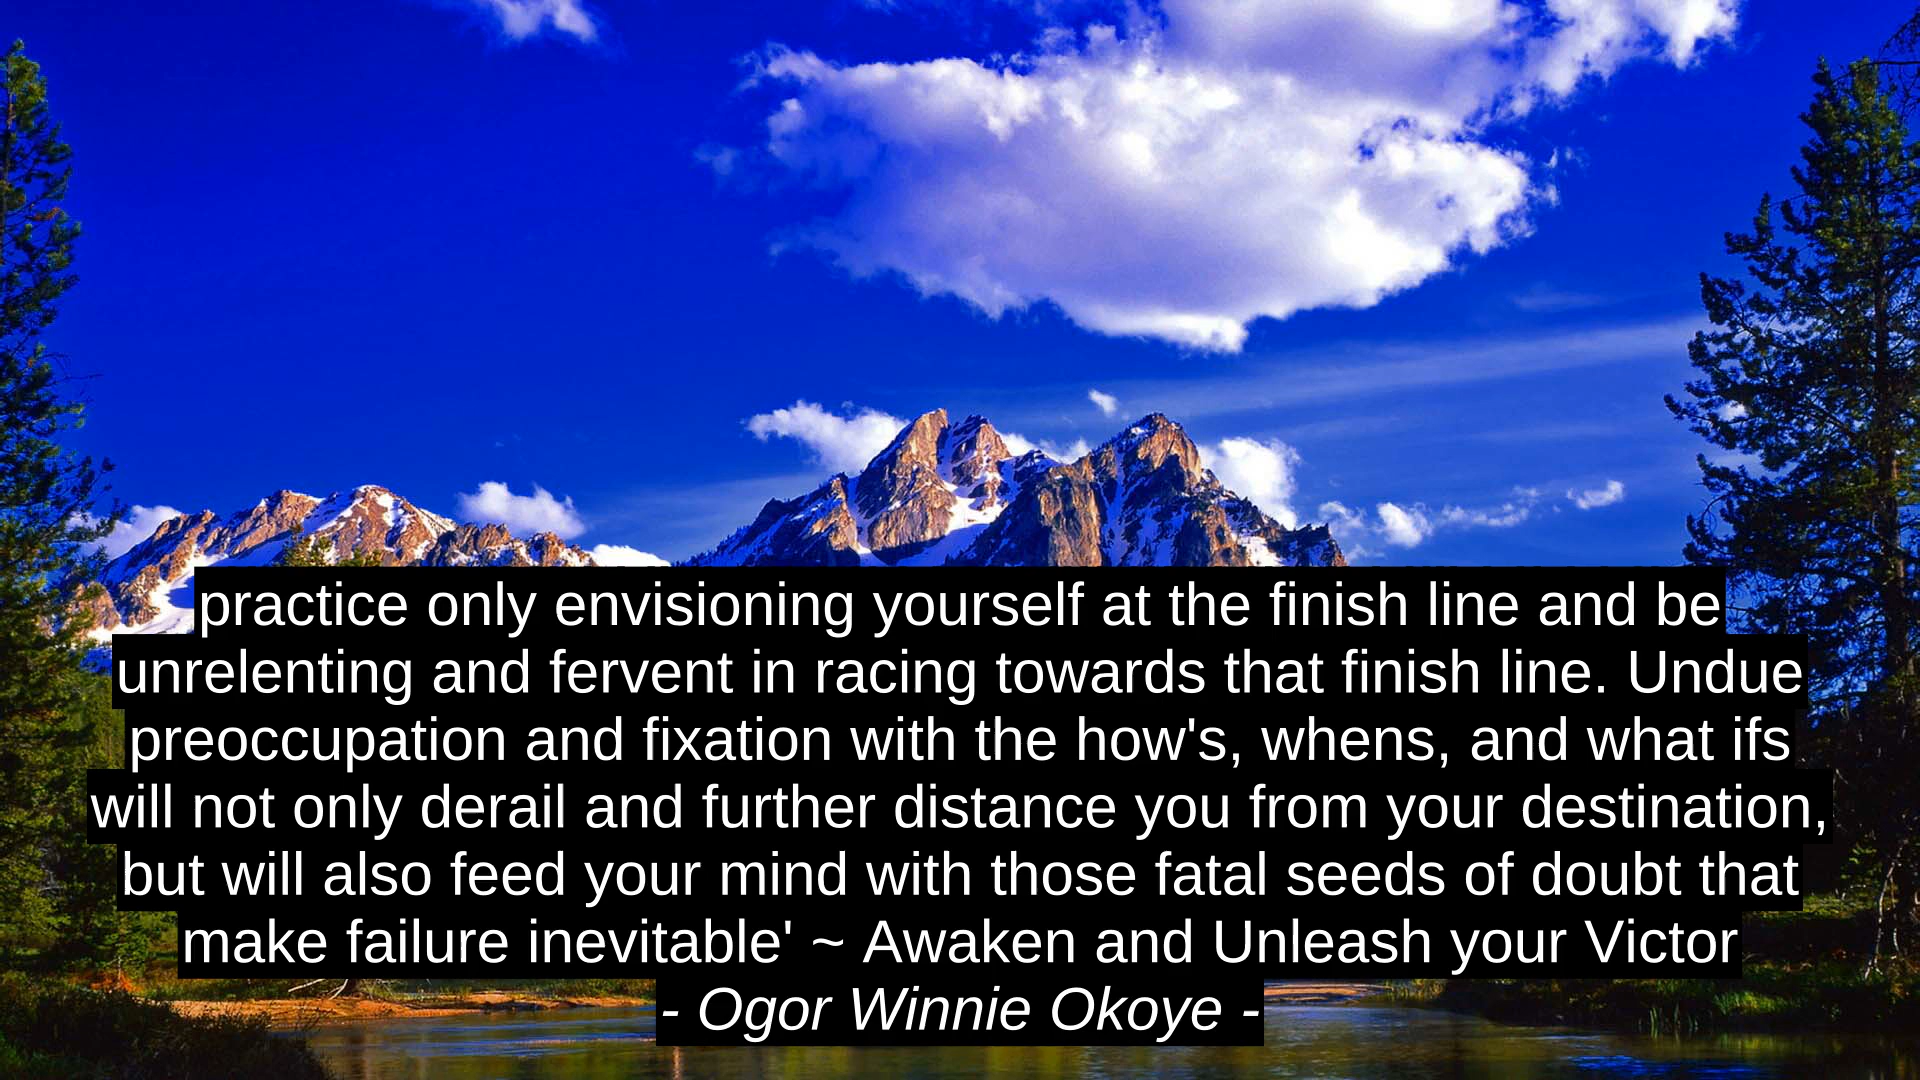 practice only envisioning yourself at the finish line and be
unrelenting and fervent in racing towards that finish line. Undue
preoccupation and fixation with the how's, whens, and what ifs
will not only derail and further distance you from your destination,
but will also feed your mind with those fatal seeds of doubt that
make failure inevitable' ~ Awaken and Unleash your Victor
- Ogor Winnie Okoye -